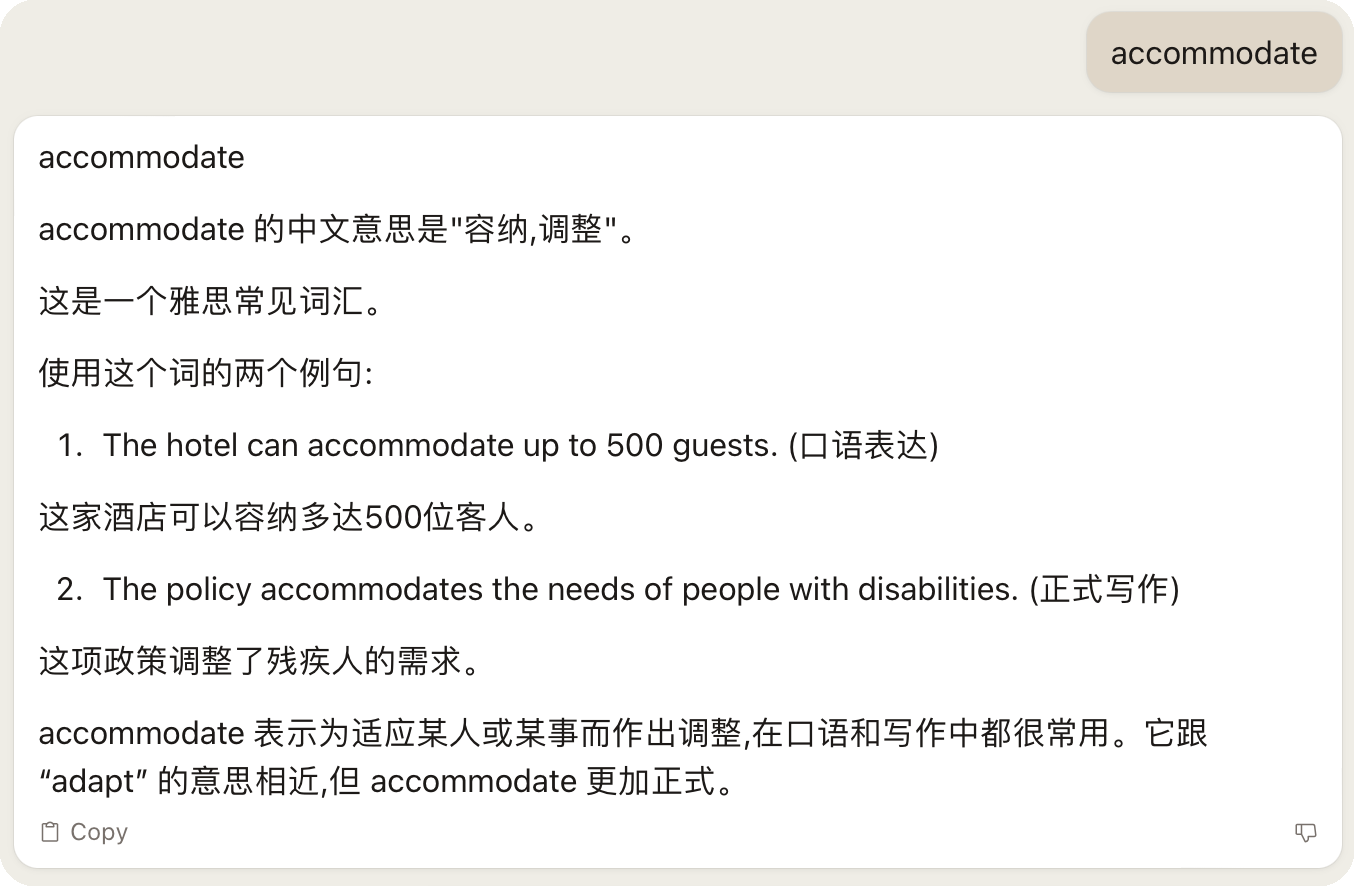 accommodate
accommodate
accommodate 的中文意思是"容纳,调整"。
这是一个雅思常见词汇。
使用这个词的两个例句:
1. The hotel can accommodate up to 500 guests. (口语表达)
这家酒店可以容纳多达500位客人。
2. The policy accommodates the needs of people with disabilities. (正式写作)
这项政策调整了残疾人的需求。
accommodate 表示为适应某人或某事而作出调整,在口语和写作中都很常用。它跟
“adapt” 的意思相近,但 accommodate 更加正式。
Copy